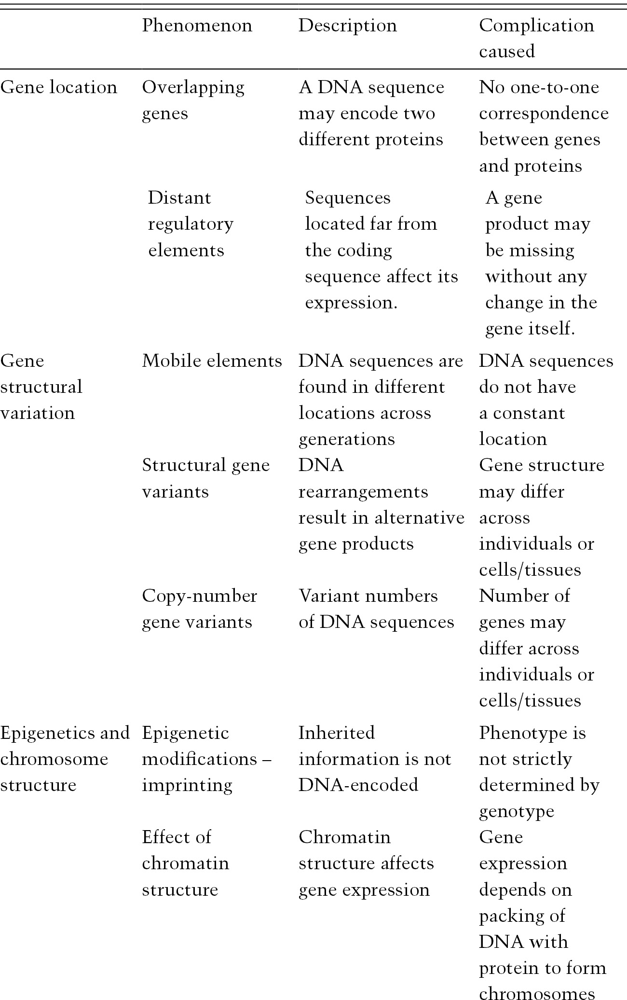 Phenomenon Description Complication
caused
Gene location Overlapping A DNA sequence No one-to-one
genes may encode two correspondence
different proteins between genes
and proteins
Distant Sequences A gene
regulatory located far from product may
elements the coding be missing
sequence affect its without any
expression. change in the
gene itself.
Gene Mobile elements DNA sequences are DNA sequences
structural found in different do not have
variation locations across a constant
generations location
Structural gene DNA Gene structure
variants rearrangements may differ
result in alternative across
gene products individuals or
cells/tissues
Copy-number Variant numbers Number of
gene variants of DNA sequences genes may
differ across
individuals or
cells/tissues
Epigenetics and Epigenetic Inherited Phenotype is
chromosome modifications – information is not not strictly
structure imprinting DNA-encoded determined by
genotype
Effect of Chromatin Gene
chromatin structure affects expression
structure gene expression depends on
packing of
DNA with
protein to form
chromosomes